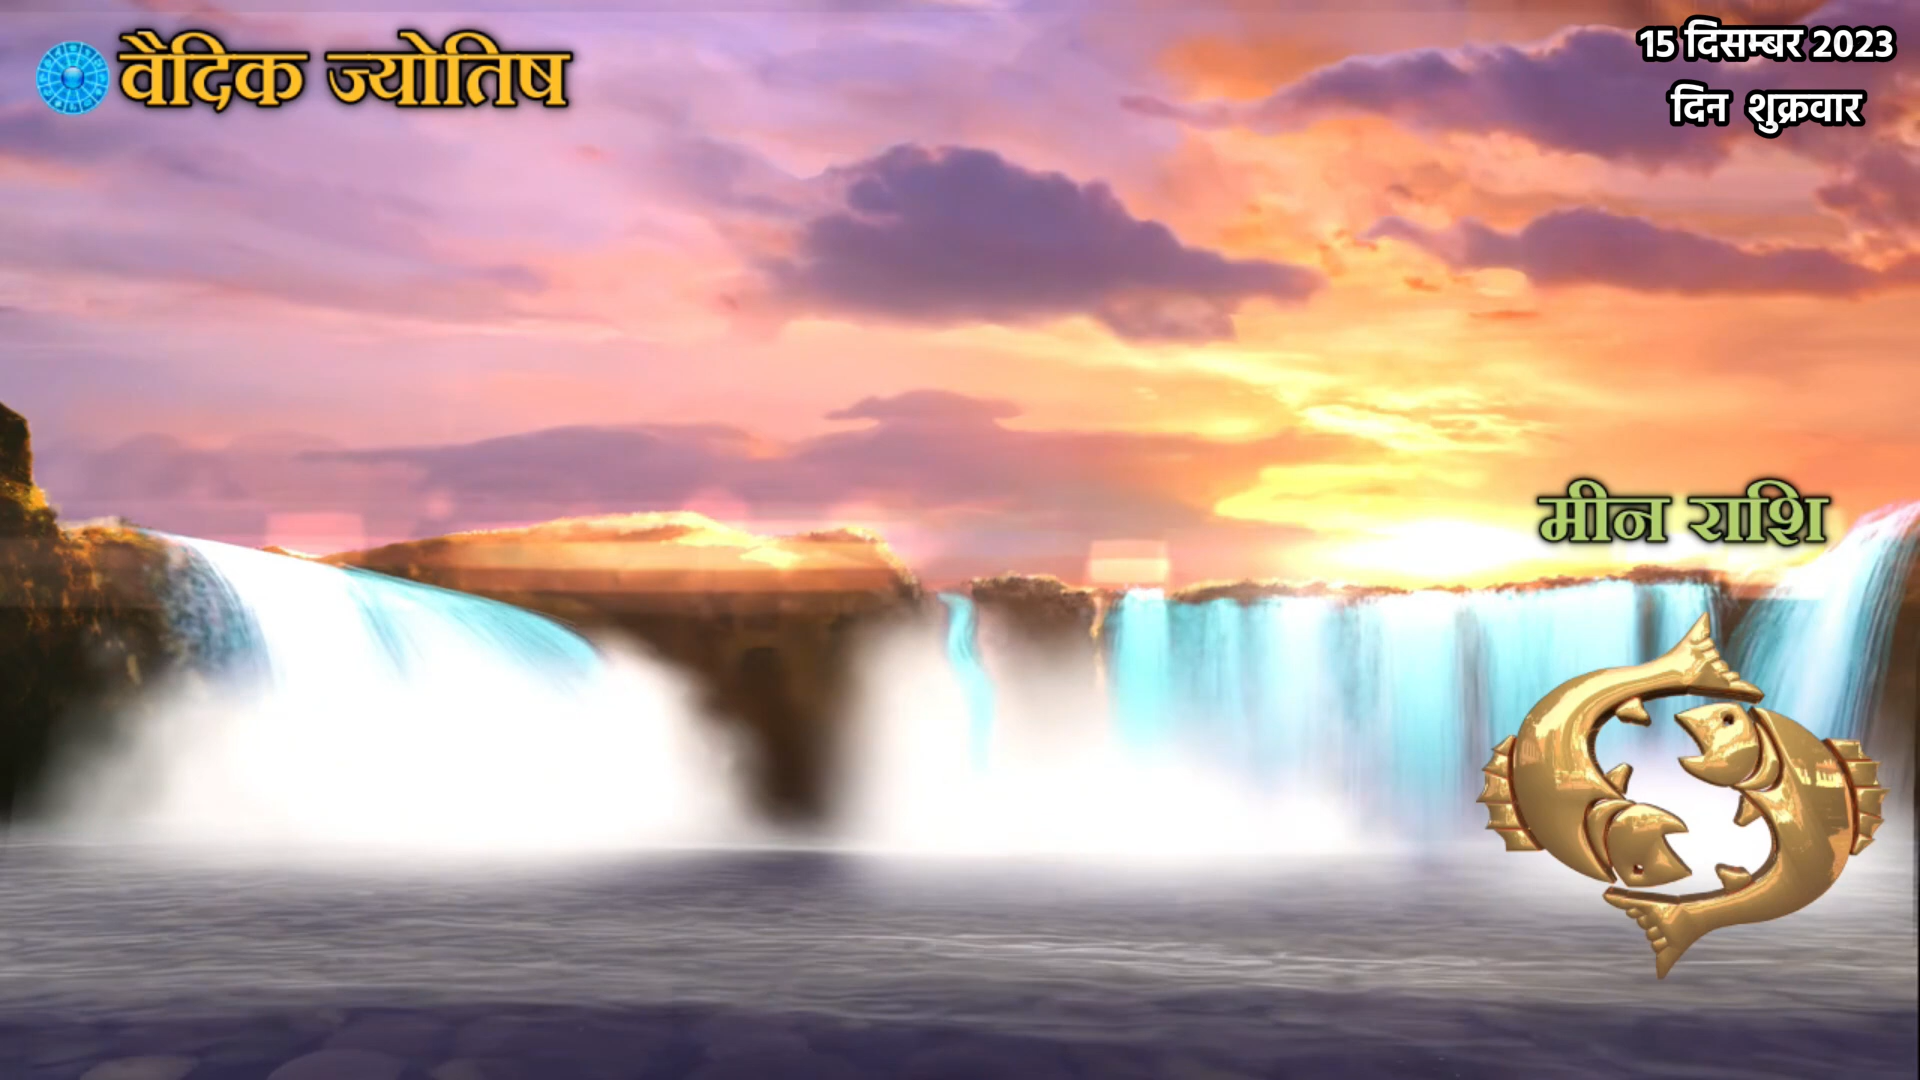 वैदिक ज्योतिष
15 दिसम्बर 2023
दिन शुक्रवार
मीन राशि